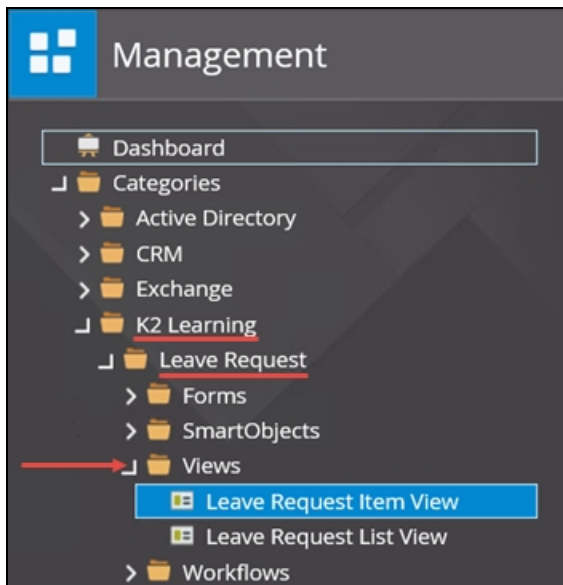 Management
Dashboard
Categories
Active Directory
CRM
Exchange
K2 Learning
Leave Request
Forms
SmartObjects
Views
Leave Request Item View
Leave Request List View
Workflows